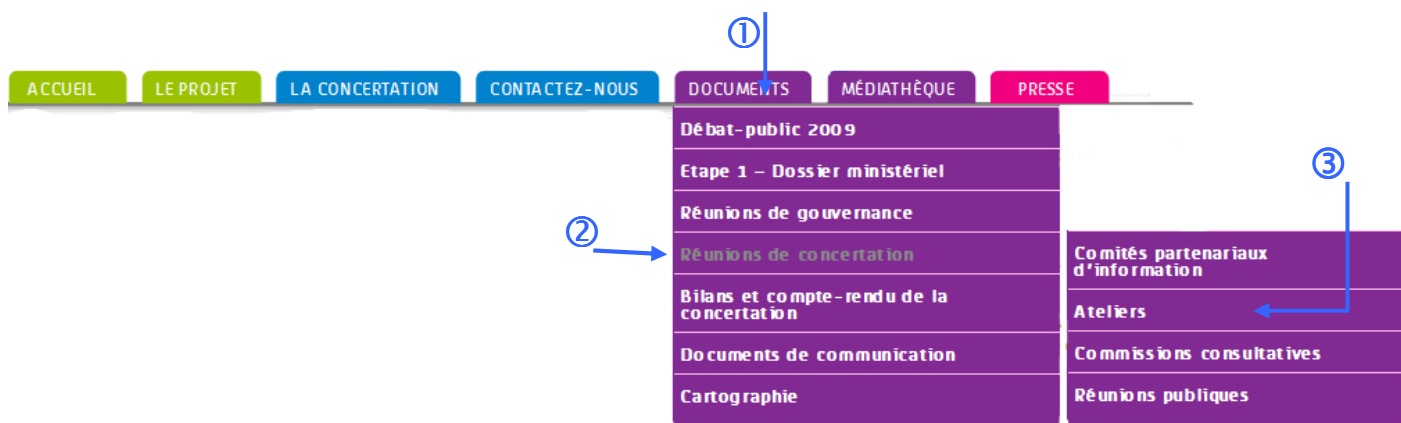 ①
ACCUEIL LE PROJET LA CONCERTATION CONTACTEZ-NOUS DOCUMENTS MÉDIATHÈQUE PRESSE
Débat-public 2009
Etape 1 – Dossier ministériel
③
Réunions de gouvernance
②
Réunions de concertation
Bilans et compte-rendu de la
concertation
Documents de communication
Cartographie
Comités partenariaux
d'information
Ateliers
Commissions consultatives
Réunions publiques